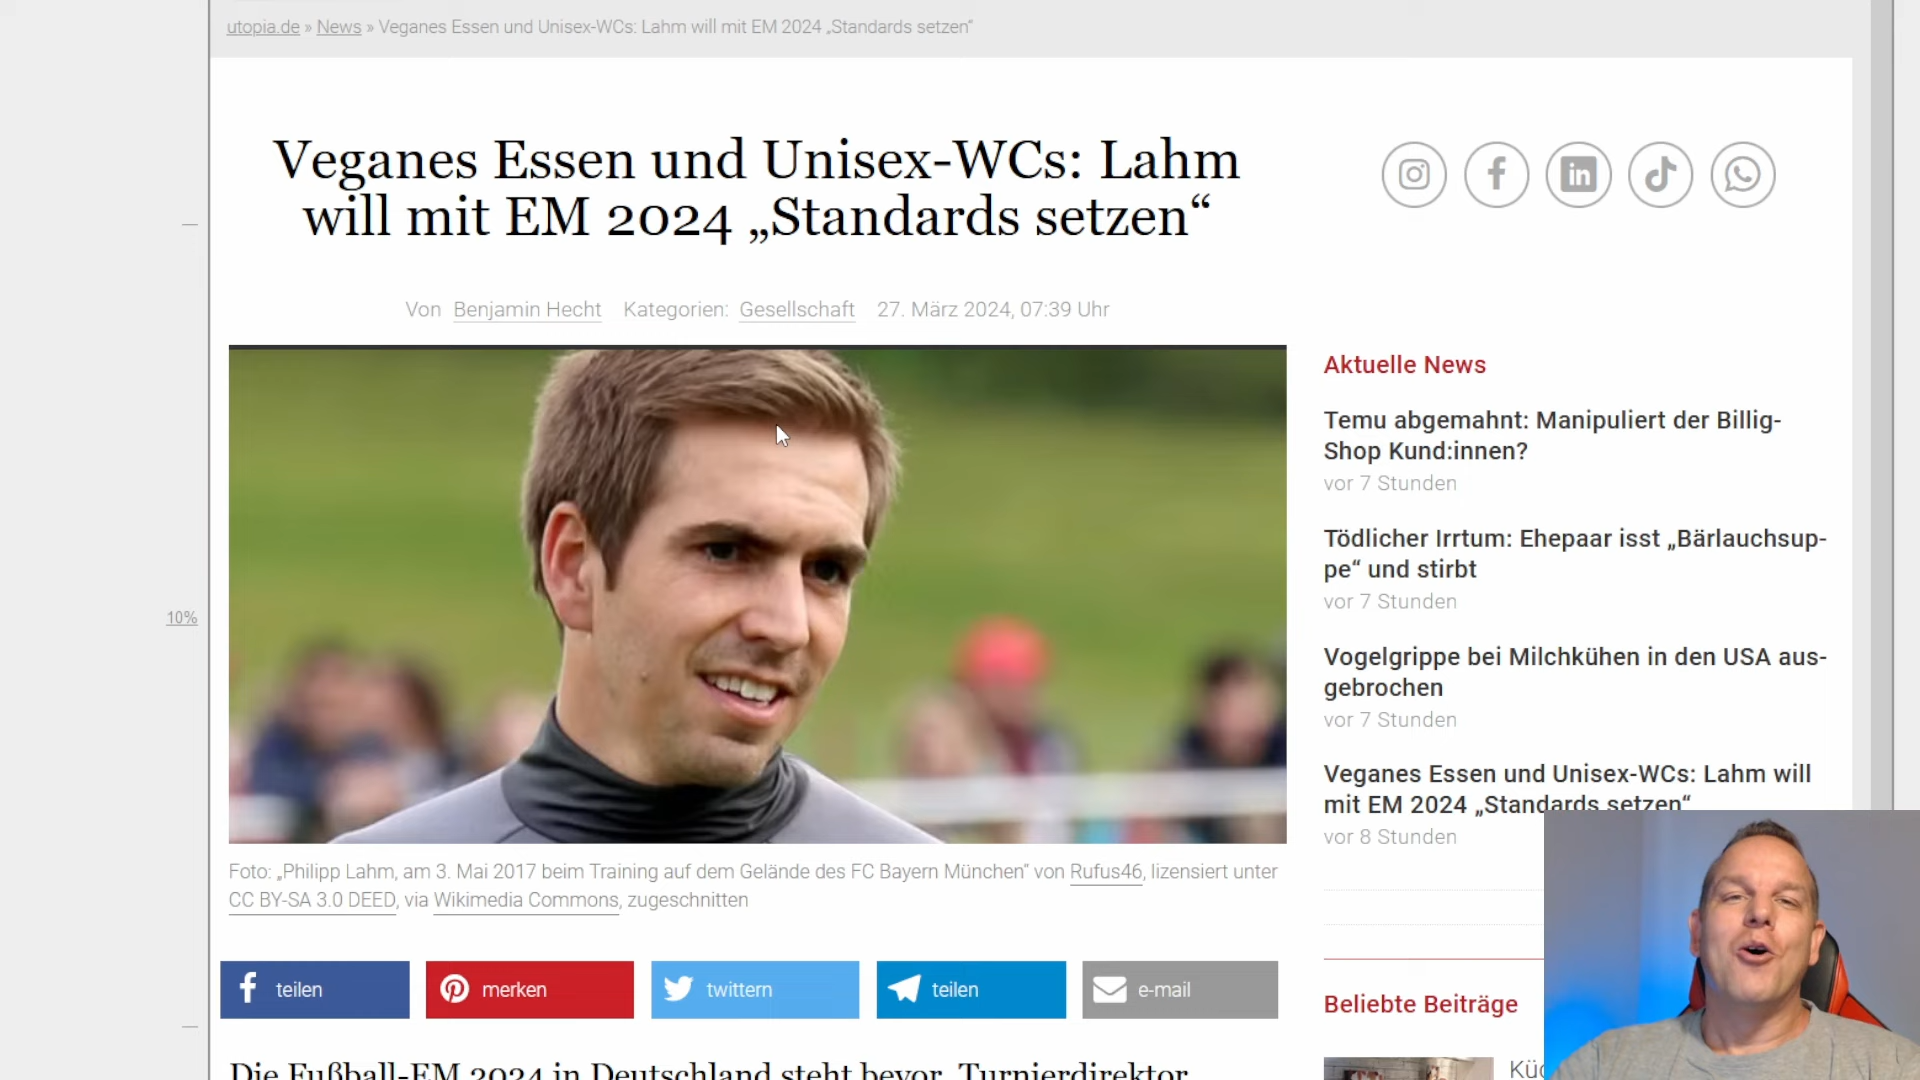 utopia.de » News » Veganes Essen und Unisex-WCs: Lahm will mit EM 2024 „Standards setzen“
Veganes Essen und Unisex-WCs: Lahm
will mit EM 2024 „Standards setzen“
Von Benjamin Hecht Kategorien: Gesellschaft 27. März 2024, 07:39 Uhr
10%
Foto: „Philipp Lahm, am 3. Mai 2017 beim Training auf dem Gelände des FC Bayern München“ von Rufus46, lizensiert unter
CC BY-SA 3.0 DEED, via Wikimedia Commons, zugeschnitten
teilen
merken
twittern
teilen
e-mail
Die Fußball-EM 2024 in Deutschland steht bevor. Turnierdirektor
Aktuelle News
Temu abgemahnt: Manipuliert der Billig-
Shop Kund:innen?
vor 7 Stunden
Tödlicher Irrtum: Ehepaar isst „Bärlauchsup-
pe“ und stirbt
vor 7 Stunden
Vogelgrippe bei Milchkühen in den USA aus-
gebrochen
vor 7 Stunden
Veganes Essen und Unisex-WCs: Lahm will
mit EM 2024 „Standards setzen“
vor 8 Stunden
Beliebte Beiträge